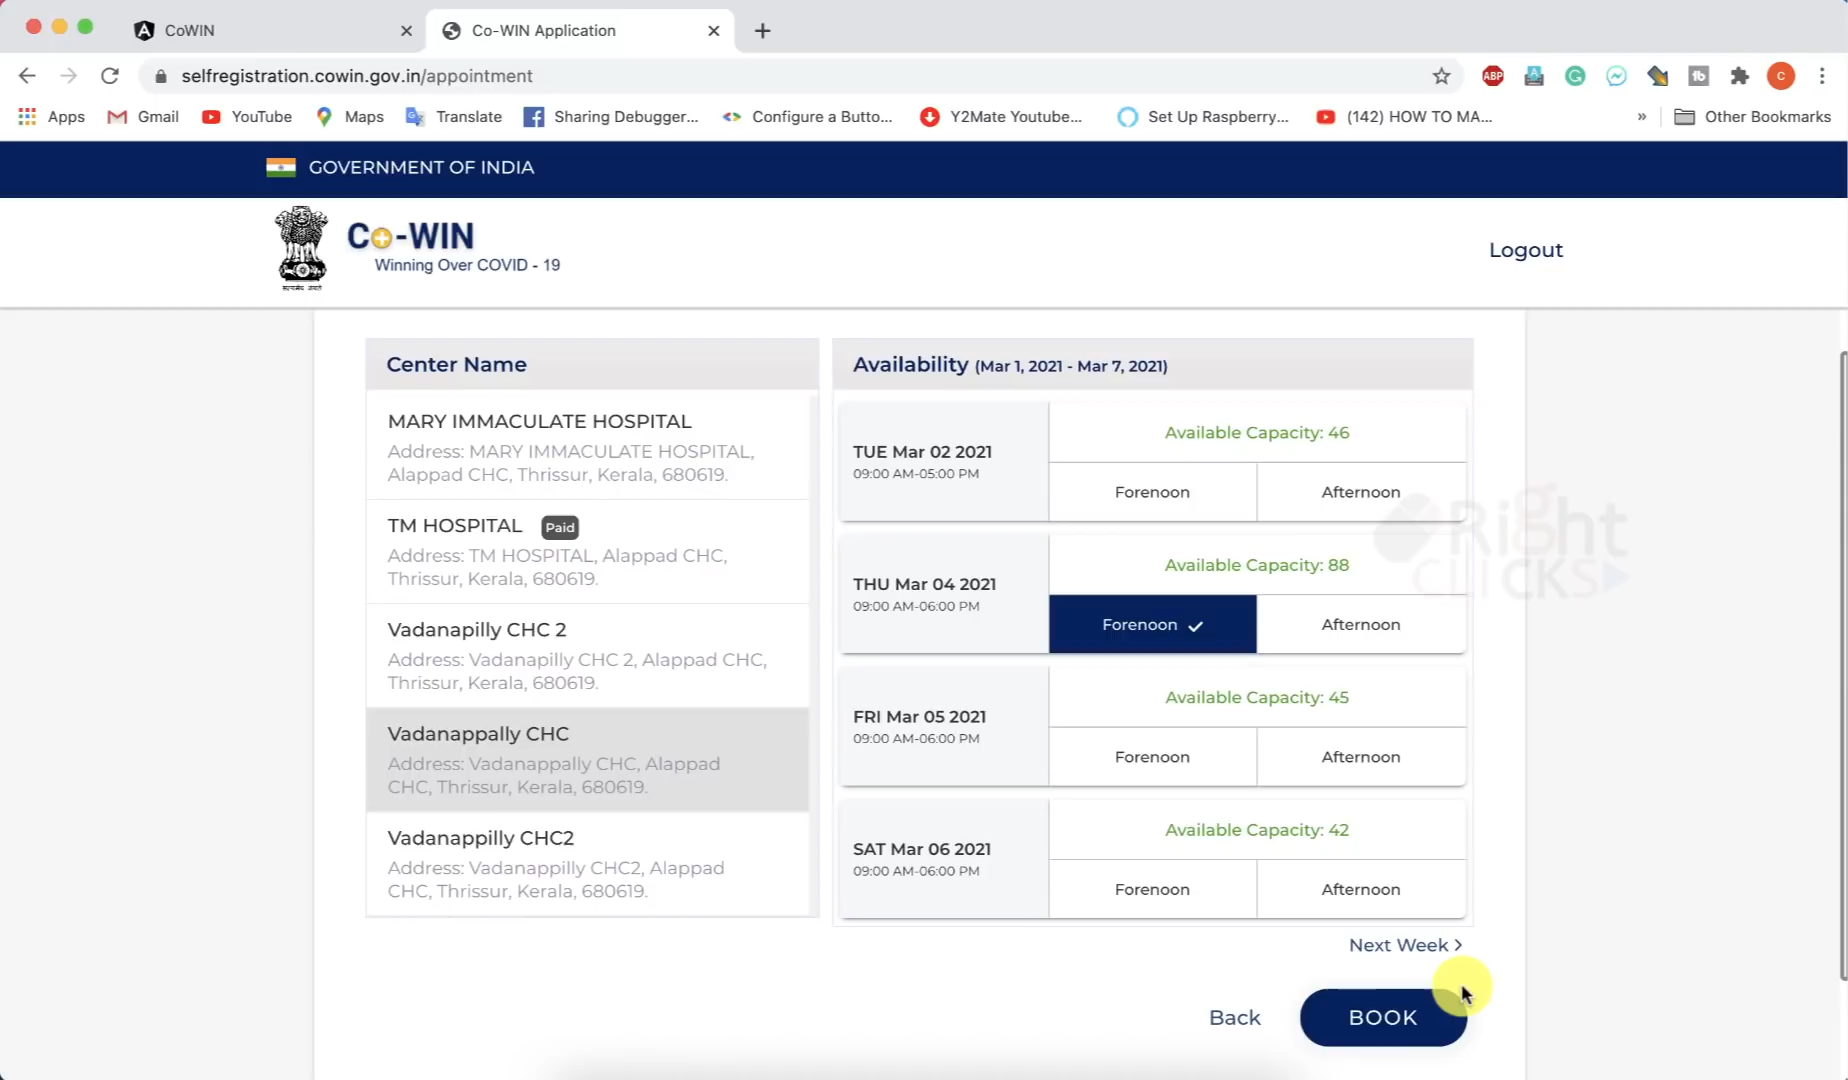 CoWIN
Co-WIN Application
selfregistration.cowin.gov.in/appointment
ABP
A
G
fb
C
Apps
Gmail
YouTube
Maps
Translate
Sharing Debugger...
Configure a Butto...
Y2Mate Youtube...
Set Up Raspberry...
(142) HOW TO MA...
»
Other Bookmarks
GOVERNMENT OF INDIA
Co-WIN
Winning Over COVID - 19
सत्यमेव जयते
Logout
Center Name
Availability (Mar 1, 2021 - Mar 7, 2021)
MARY IMMACULATE HOSPITAL
Address: MARY IMMACULATE HOSPITAL,
Alappad CHC, Thrissur, Kerala, 680619.
TM HOSPITAL Paid
Address: TM HOSPITAL, Alappad CHC,
Thrissur, Kerala, 680619.
Vadanapilly CHC 2
Address: Vadanapilly CHC 2, Alappad CHC,
Thrissur, Kerala, 680619.
Vadanappally CHC
Address: Vadanappally CHC, Alappad
CHC, Thrissur, Kerala, 680619.
Vadanappilly CHC2
Address: Vadanappilly CHC2, Alappad
CHC, Thrissur, Kerala, 680619.
TUE Mar 02 2021
09:00 AM-05:00 PM
Available Capacity: 46
Forenoon
Afternoon
THU Mar 04 2021
09:00 AM-06:00 PM
Available Capacity: 88
Forenoon
Afternoon
FRI Mar 05 2021
09:00 AM-06:00 PM
Available Capacity: 45
Forenoon
Afternoon
SAT Mar 06 2021
09:00 AM-06:00 PM
Available Capacity: 42
Forenoon
Afternoon
Right
CLICKS
Next Week >
Back
BOOK